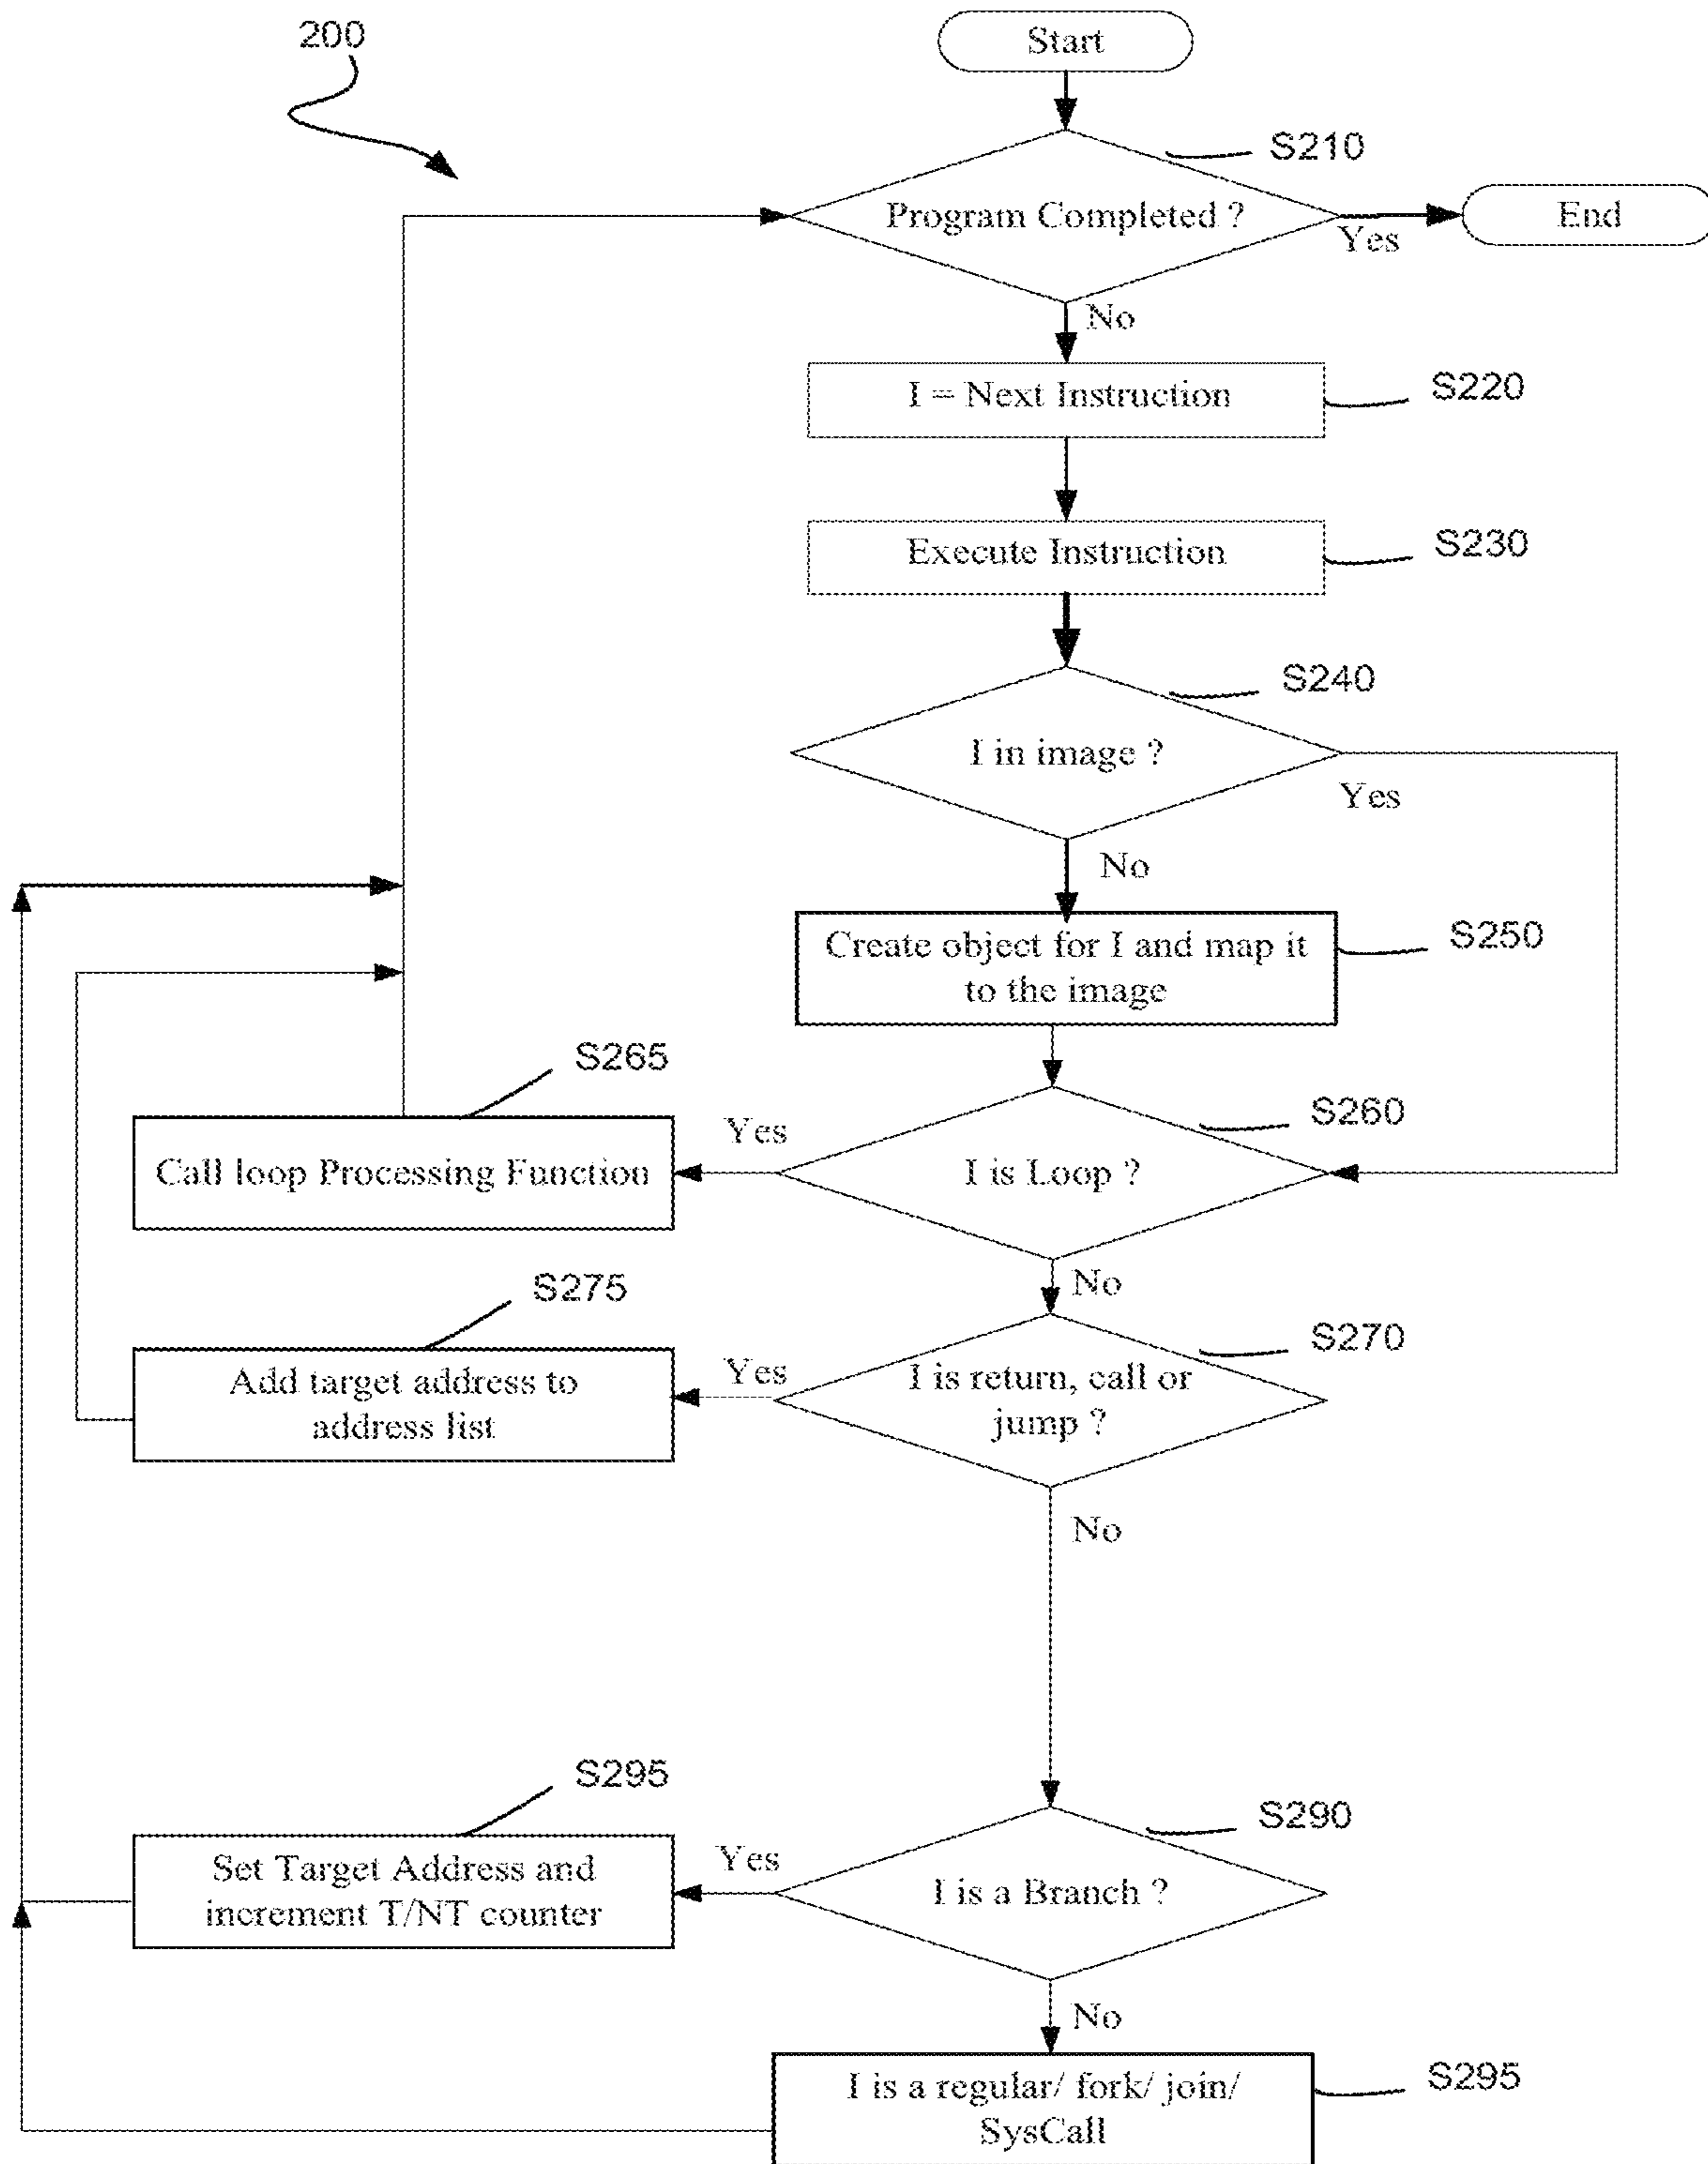 200
Start
S210
Program Completed ?
Yes
End
No
I = Next Instruction
S220
Execute Instruction
S230
S240
I in image ?
Yes
No
Create object for I and map it
to the image
S250
S265
Call loop Processing Function
Yes
S260
I is Loop ?
No
S275
Add target address to
address list
Yes
S270
I is return, call or
jump ?
No
S295
Set Target Address and
increment T/NT counter
Yes
S290
I is a Branch ?
No
I is a regular/ fork/ join/
SysCall
S295